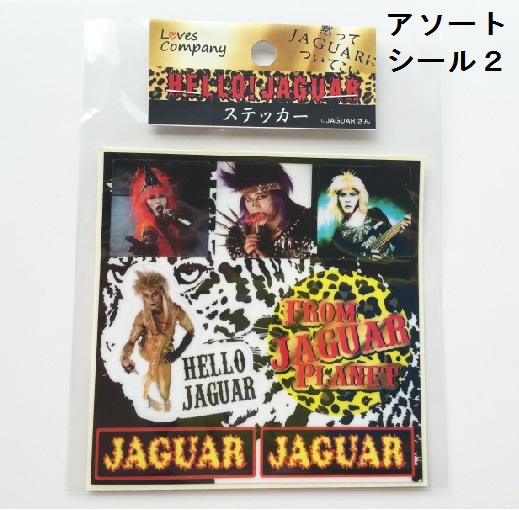 アソート
シール２
Loves
Company
黙って
JAGUARに
ついてこい
HELLO! JAGUAR
ステッカー
©JAGUARさん
HELLO
JAGUAR
FROM
JAGUAR
PLANET
JAGUAR
JAGUAR